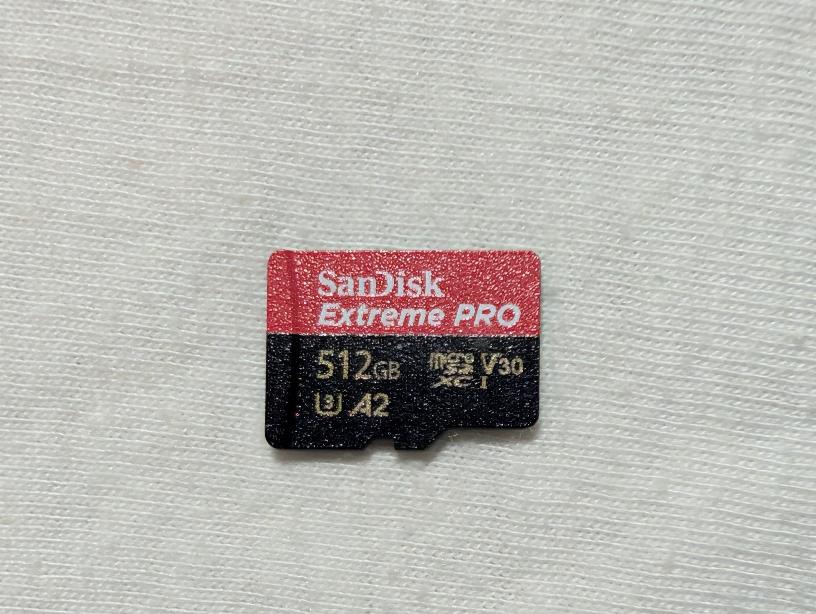 SanDisk
Extreme PRO
512GB micro SD XC I V30
U3 A2